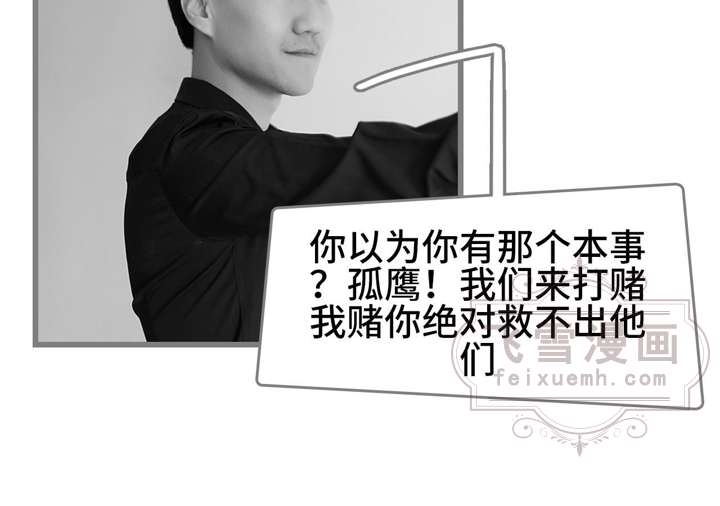 你以为你有那个本事
？孤鹰！我们来打赌
我赌你绝对救不出他
们
飞雪漫画
feixuemh.com